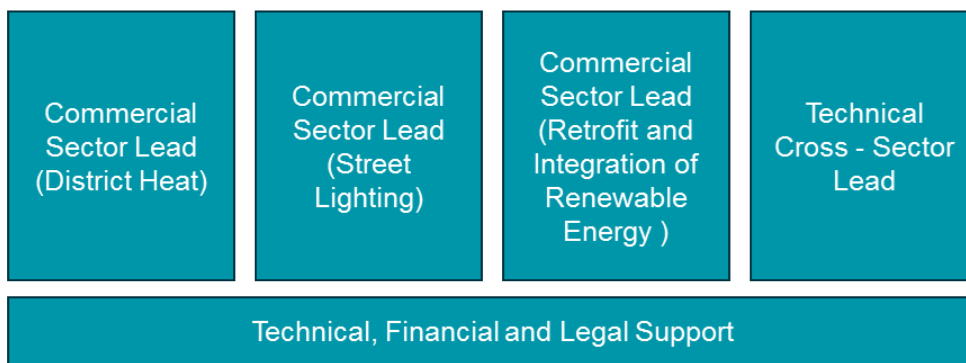 Commercial
Sector Lead
(District Heat)
Commercial
Sector Lead
(Street
Lighting)
Commercial
Sector Lead
(Retrofit and
Integration of
Renewable
Energy )
Technical
Cross - Sector
Lead
Technical, Financial and Legal Support